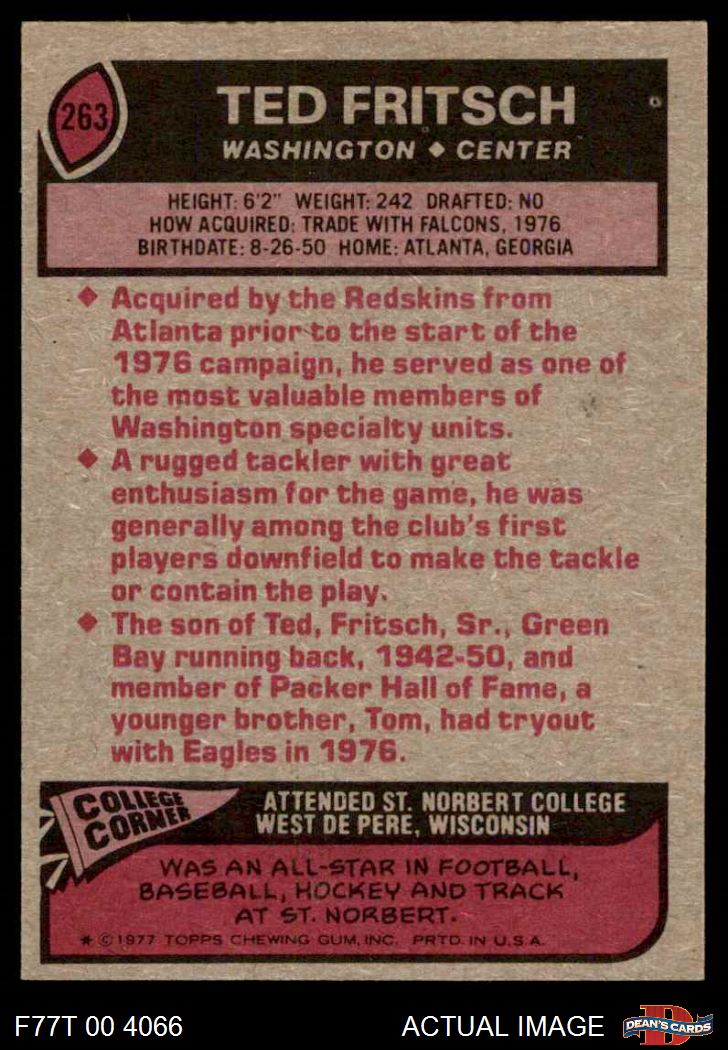 263
TED FRITSCH
WASHINGTON ◆ CENTER
HEIGHT: 6'2" WEIGHT: 242 DRAFTED: NO
HOW ACQUIRED: TRADE WITH FALCONS, 1976
BIRTHDATE: 8-26-50 HOME: ATLANTA, GEORGIA
◆ Acquired by the Redskins from
Atlanta prior to the start of the
1976 campaign, he served as one of
the most valuable members of
Washington specialty units.
◆ A rugged tackler with great
enthusiasm for the game, he was
generally among the club's first
players downfield to make the tackle
or contain the play.
◆ The son of Ted, Fritsch, Sr., Green
Bay running back, 1942-50, and
member of Packer Hall of Fame, a
younger brother, Tom, had tryout
with Eagles in 1976.
COLLEGE
CORNER
ATTENDED ST. NORBERT COLLEGE
WEST DE PERE, WISCONSIN
WAS AN ALL-STAR IN FOOTBALL,
BASEBALL, HOCKEY AND TRACK
AT ST. NORBERT.
* © 1977 TOPPS CHEWING GUM, INC. PRTD. IN U.S.A.
F77T 00 4066
ACTUAL IMAGE
D
DEAN'S CARDS